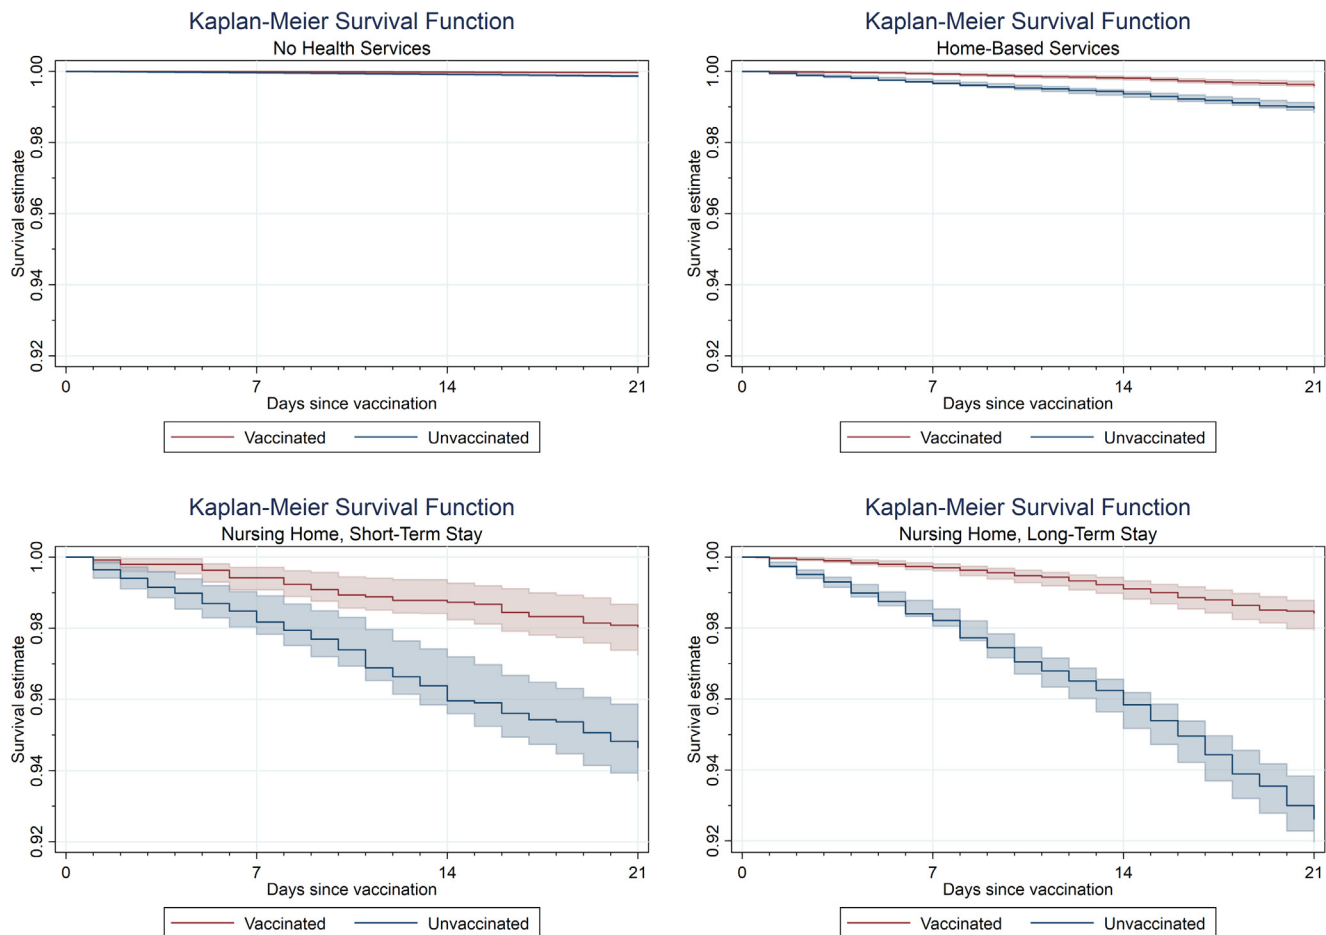 Kaplan-Meier Survival Function
No Health Services
Survival estimate
1.00
0.98
0.96
0.94
0.92
0 7 14 21
Days since vaccination
Vaccinated Unvaccinated
Kaplan-Meier Survival Function
Home-Based Services
Survival estimate
1.00
0.98
0.96
0.94
0.92
0 7 14 21
Days since vaccination
Vaccinated Unvaccinated
Kaplan-Meier Survival Function
Nursing Home, Short-Term Stay
Survival estimate
1.00
0.98
0.96
0.94
0.92
0 7 14 21
Days since vaccination
Vaccinated Unvaccinated
Kaplan-Meier Survival Function
Nursing Home, Long-Term Stay
Survival estimate
1.00
0.98
0.96
0.94
0.92
0 7 14 21
Days since vaccination
Vaccinated Unvaccinated